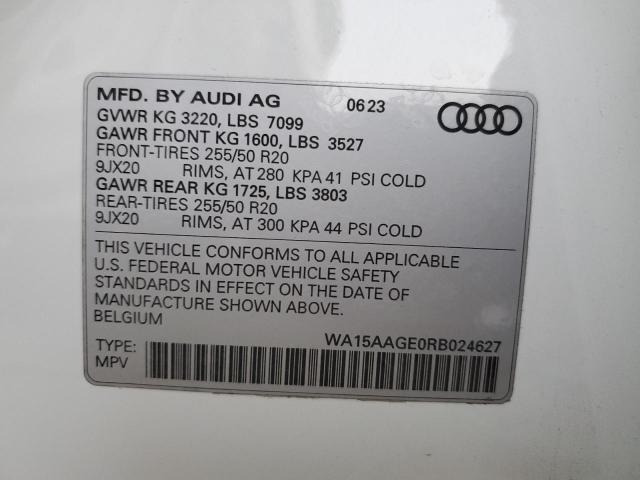 MFD. BY AUDI AG 06 23
GVWR KG 3220, LBS 7099
GAWR FRONT KG 1600, LBS 3527
FRONT-TIRES 255/50 R20
9JX20 RIMS, AT 280 KPA 41 PSI COLD
GAWR REAR KG 1725, LBS 3803
REAR-TIRES 255/50 R20
9JX20 RIMS, AT 300 KPA 44 PSI COLD
THIS VEHICLE CONFORMS TO ALL APPLICABLE
U.S. FEDERAL MOTOR VEHICLE SAFETY
STANDARDS IN EFFECT ON THE DATE OF
MANUFACTURE SHOWN ABOVE.
BELGIUM
WA15AAGE0RB024627
TYPE:
MPV